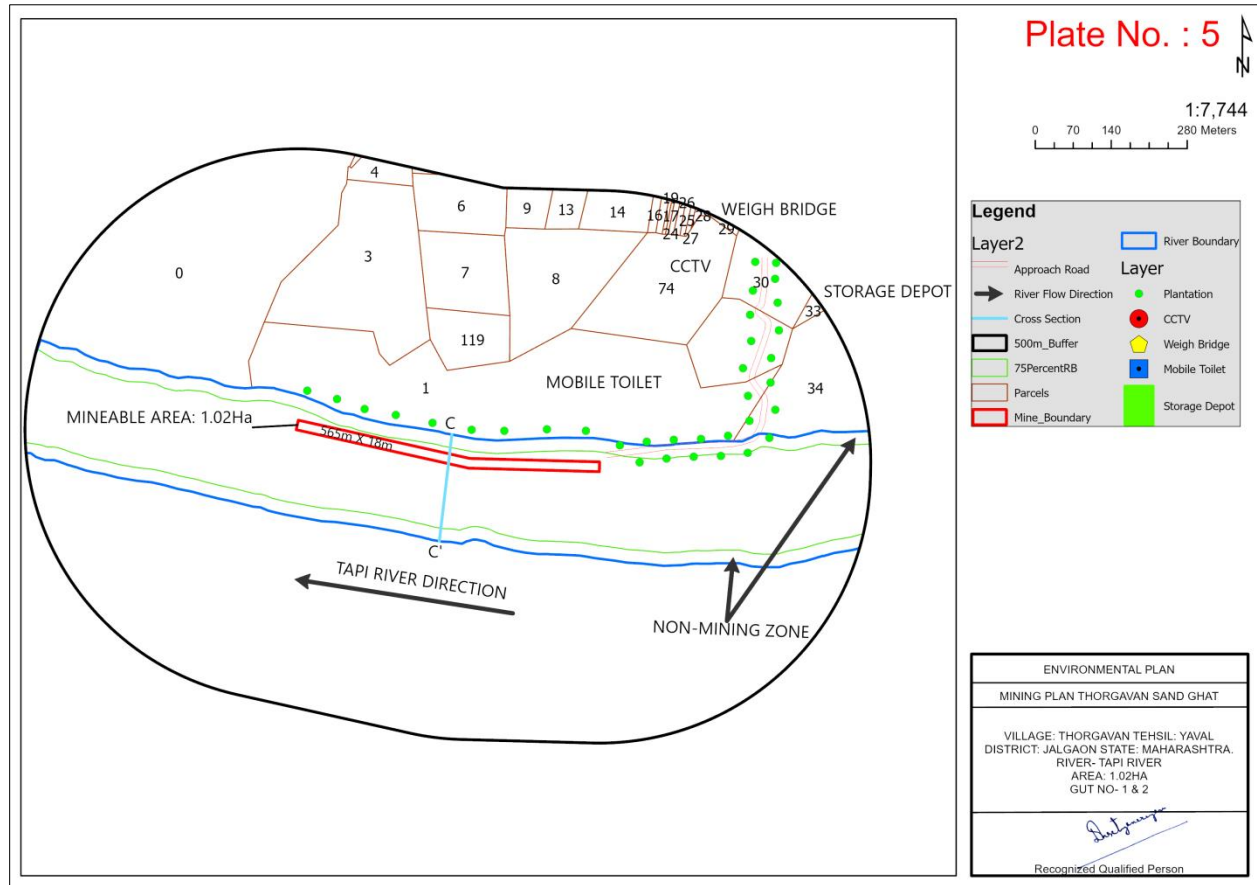 Plate No. : 5
N
1:7,744
0 70 140 280 Meters
Legend
Layer2
Approach Road
River Flow Direction
Cross Section
500m_Buffer
75PercentRB
Parcels
Mine_Boundary
River Boundary
Layer
Plantation
CCTV
Weigh Bridge
Mobile Toilet
Storage Depot
4
6
9
13
14
16
17
19
24
25
26
27
28
29
WEIGH BRIDGE
0
3
7
8
CCTV
74
30
STORAGE DEPOT
33
119
1
MOBILE TOILET
34
MINEABLE AREA: 1.02Ha
565m X 18m
C
C'
TAPI RIVER DIRECTION
NON-MINING ZONE
ENVIRONMENTAL PLAN
MINING PLAN THORGAVAN SAND GHAT
VILLAGE: THORGAVAN TEHSIL: YAVAL
DISTRICT: JALGAON STATE: MAHARASHTRA.
RIVER- TAPI RIVER
AREA: 1.02HA
GUT NO- 1 & 2
Recognized Qualified Person